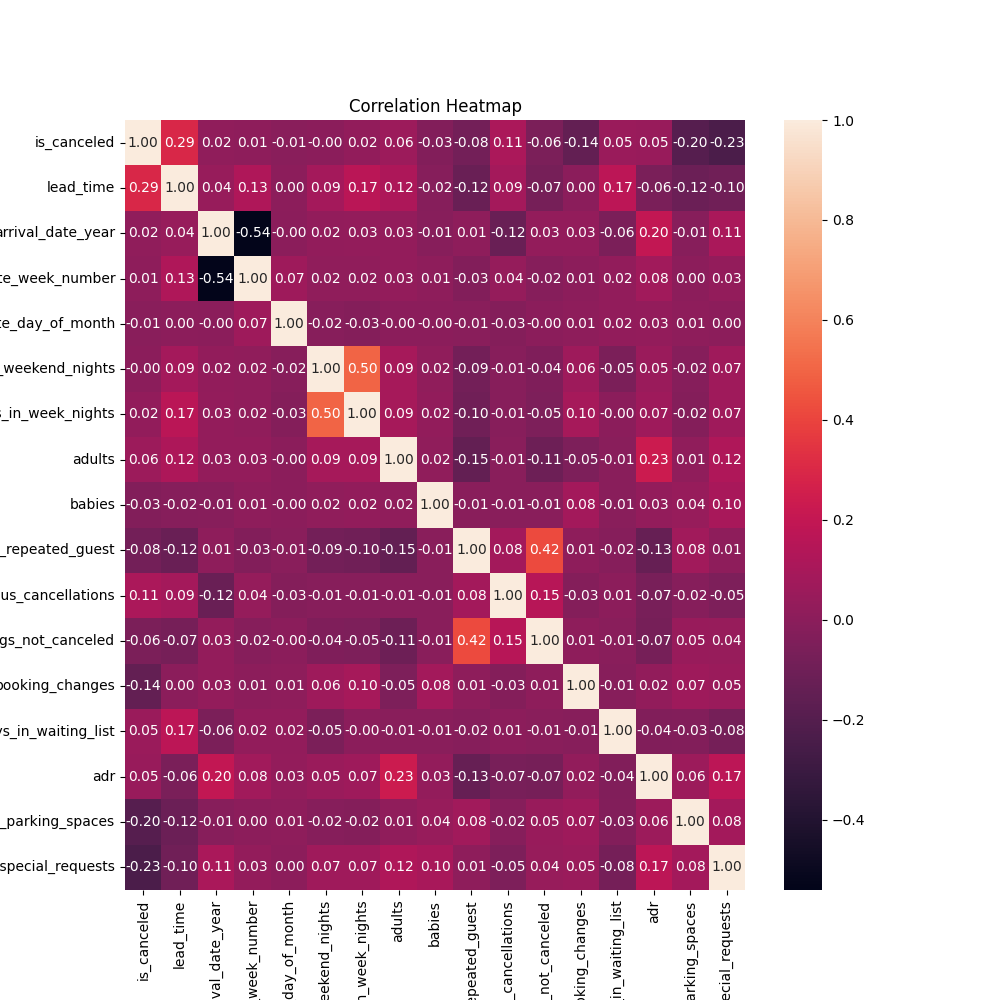 Correlation Heatmap
is_canceled 1.00 0.29 0.02 0.01 -0.01 -0.00 0.02 0.06 -0.03 -0.08 0.11 -0.06 -0.14 0.05 0.05 -0.20 -0.23
lead_time 0.29 1.00 0.04 0.13 0.00 0.09 0.17 0.12 -0.02 -0.12 0.09 -0.07 0.00 0.17 -0.06 -0.12 -0.10
arrival_date_year 0.02 0.04 1.00 -0.54 -0.00 0.02 0.03 0.03 -0.01 0.01 -0.12 0.03 0.03 -0.06 0.20 -0.01 0.11
te_week_number 0.01 0.13 -0.54 1.00 0.07 0.02 0.02 0.03 0.01 -0.03 0.04 -0.02 0.01 0.02 0.08 0.00 0.03
te_day_of_month -0.01 0.00 -0.00 0.07 1.00 -0.02 -0.03 -0.00 -0.00 -0.01 -0.03 -0.00 0.01 0.02 0.03 0.01 0.00
_weekend_nights -0.00 0.09 0.02 0.02 -0.02 1.00 0.50 0.09 0.02 -0.09 -0.01 -0.04 0.06 -0.05 0.05 -0.02 0.07
s_in_week_nights 0.02 0.17 0.03 0.02 -0.03 0.50 1.00 0.09 0.02 -0.10 -0.01 -0.05 0.10 -0.00 0.07 -0.02 0.07
adults 0.06 0.12 0.03 0.03 -0.00 0.09 0.09 1.00 0.02 -0.15 -0.01 -0.11 -0.05 -0.01 0.23 0.01 0.12
babies -0.03 -0.02 -0.01 0.01 -0.00 0.02 0.02 0.02 1.00 -0.01 -0.01 -0.01 0.08 -0.01 0.03 0.04 0.10
_repeated_guest -0.08 -0.12 0.01 -0.03 -0.01 -0.09 -0.10 -0.15 -0.01 1.00 0.08 0.42 0.01 -0.02 -0.13 0.08 0.01
us_cancellations 0.11 0.09 -0.12 0.04 -0.03 -0.01 -0.01 -0.01 -0.01 0.08 1.00 0.15 -0.03 0.01 -0.07 -0.02 -0.05
gs_not_canceled -0.06 -0.07 0.03 -0.02 -0.00 -0.04 -0.05 -0.11 -0.01 0.42 0.15 1.00 0.01 -0.01 -0.07 0.05 0.04
booking_changes -0.14 0.00 0.03 0.01 0.01 0.06 0.10 -0.05 0.08 0.01 -0.03 0.01 1.00 -0.01 0.02 0.07 0.05
ys_in_waiting_list 0.05 0.17 -0.06 0.02 0.02 -0.05 -0.00 -0.01 -0.01 -0.02 0.01 -0.01 -0.01 1.00 -0.04 -0.03 -0.08
adr 0.05 -0.06 0.20 0.08 0.03 0.05 0.07 0.23 0.03 -0.13 -0.07 -0.07 0.02 -0.04 1.00 0.06 0.17
_parking_spaces -0.20 -0.12 -0.01 0.00 0.01 -0.02 -0.02 0.01 0.04 0.08 -0.02 0.05 0.07 -0.03 0.06 1.00 0.08
special_requests -0.23 -0.10 0.11 0.03 0.00 0.07 0.07 0.12 0.10 0.01 -0.05 0.04 0.05 -0.08 0.17 0.08 1.00
is_canceled
lead_time
val_date_year
_week_number
day_of_month
eekend_nights
n_week_nights
adults
babies
epeated_guest
_cancellations
_not_canceled
oking_changes
in_waiting_list
adr
arking_spaces
ecial_requests
1.0
0.8
0.6
0.4
0.2
0.0
−0.2
−0.4